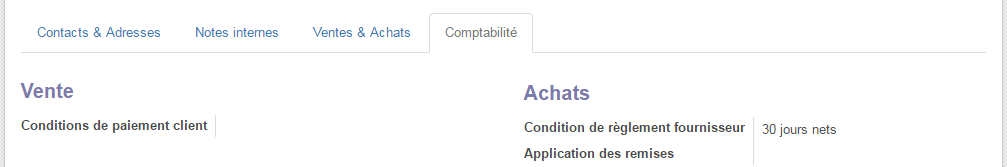 Contacts & Adresses Notes internes Ventes & Achats Comptabilité
Vente
Conditions de paiement client
Achats
Condition de règlement fournisseur 30 jours nets
Application des remises